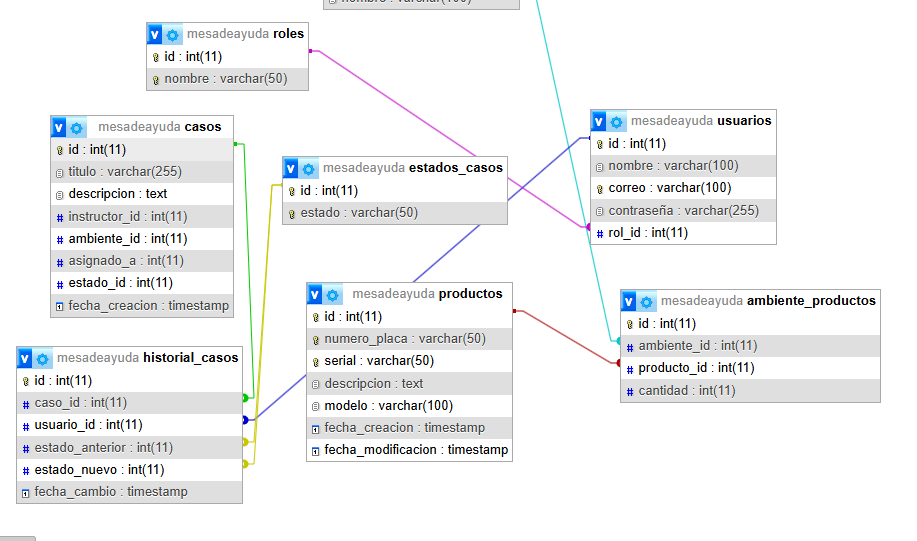 nombre : varchar(100)
mesadeayuda roles
id : int(11)
nombre : varchar(50)
mesadeayuda casos
id : int(11)
titulo : varchar(255)
descripcion : text
instructor_id : int(11)
ambiente_id : int(11)
asignado_a : int(11)
estado_id : int(11)
fecha_creacion : timestamp
mesadeayuda estados_casos
id : int(11)
estado : varchar(50)
mesadeayuda usuarios
id : int(11)
nombre : varchar(100)
correo : varchar(100)
contraseña : varchar(255)
rol_id : int(11)
mesadeayuda productos
id : int(11)
numero_placa : varchar(50)
serial : varchar(50)
descripcion : text
modelo : varchar(100)
fecha_creacion : timestamp
fecha_modificacion : timestamp
mesadeayuda ambiente_productos
id : int(11)
ambiente_id : int(11)
producto_id : int(11)
cantidad : int(11)
mesadeayuda historial_casos
id : int(11)
caso_id : int(11)
usuario_id : int(11)
estado_anterior : int(11)
estado_nuevo : int(11)
fecha_cambio : timestamp